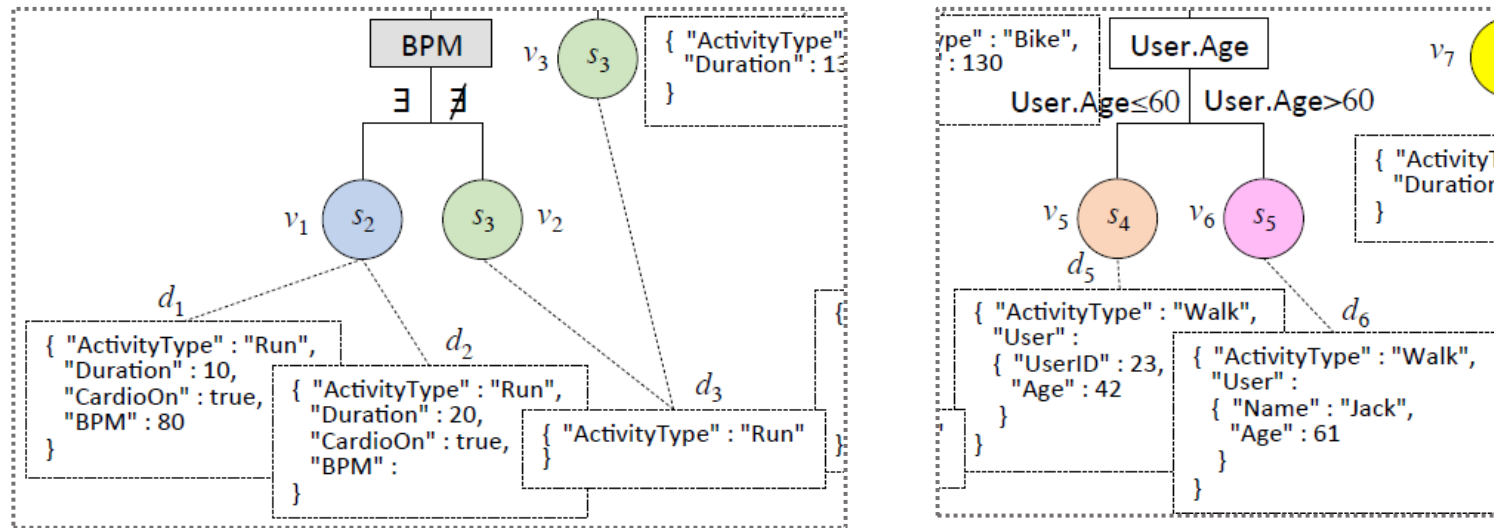 BPM
∃ ∄
v3
s3
{ "ActivityType"
"Duration" : 13
}
v1
s2
s3
v2
d1
{ "ActivityType" : "Run",
"Duration" : 10,
"CardioOn" : true,
"BPM" : 80
}
d2
{ "ActivityType" : "Run",
"Duration" : 20,
"CardioOn" : true,
"BPM" :
}
d3
{ "ActivityType" : "Run"
}
{
}
ype" : "Bike",
: 130
User.Age
User.Age≤60 User.Age>60
v7
{ "ActivityT
"Duration
}
v5
s4
v6
s5
d5
{ "ActivityType" : "Walk",
"User" :
{ "UserID" : 23,
"Age" : 42
}
}
d6
{ "ActivityType" : "Walk",
"User" :
{ "Name" : "Jack",
"Age" : 61
}
}